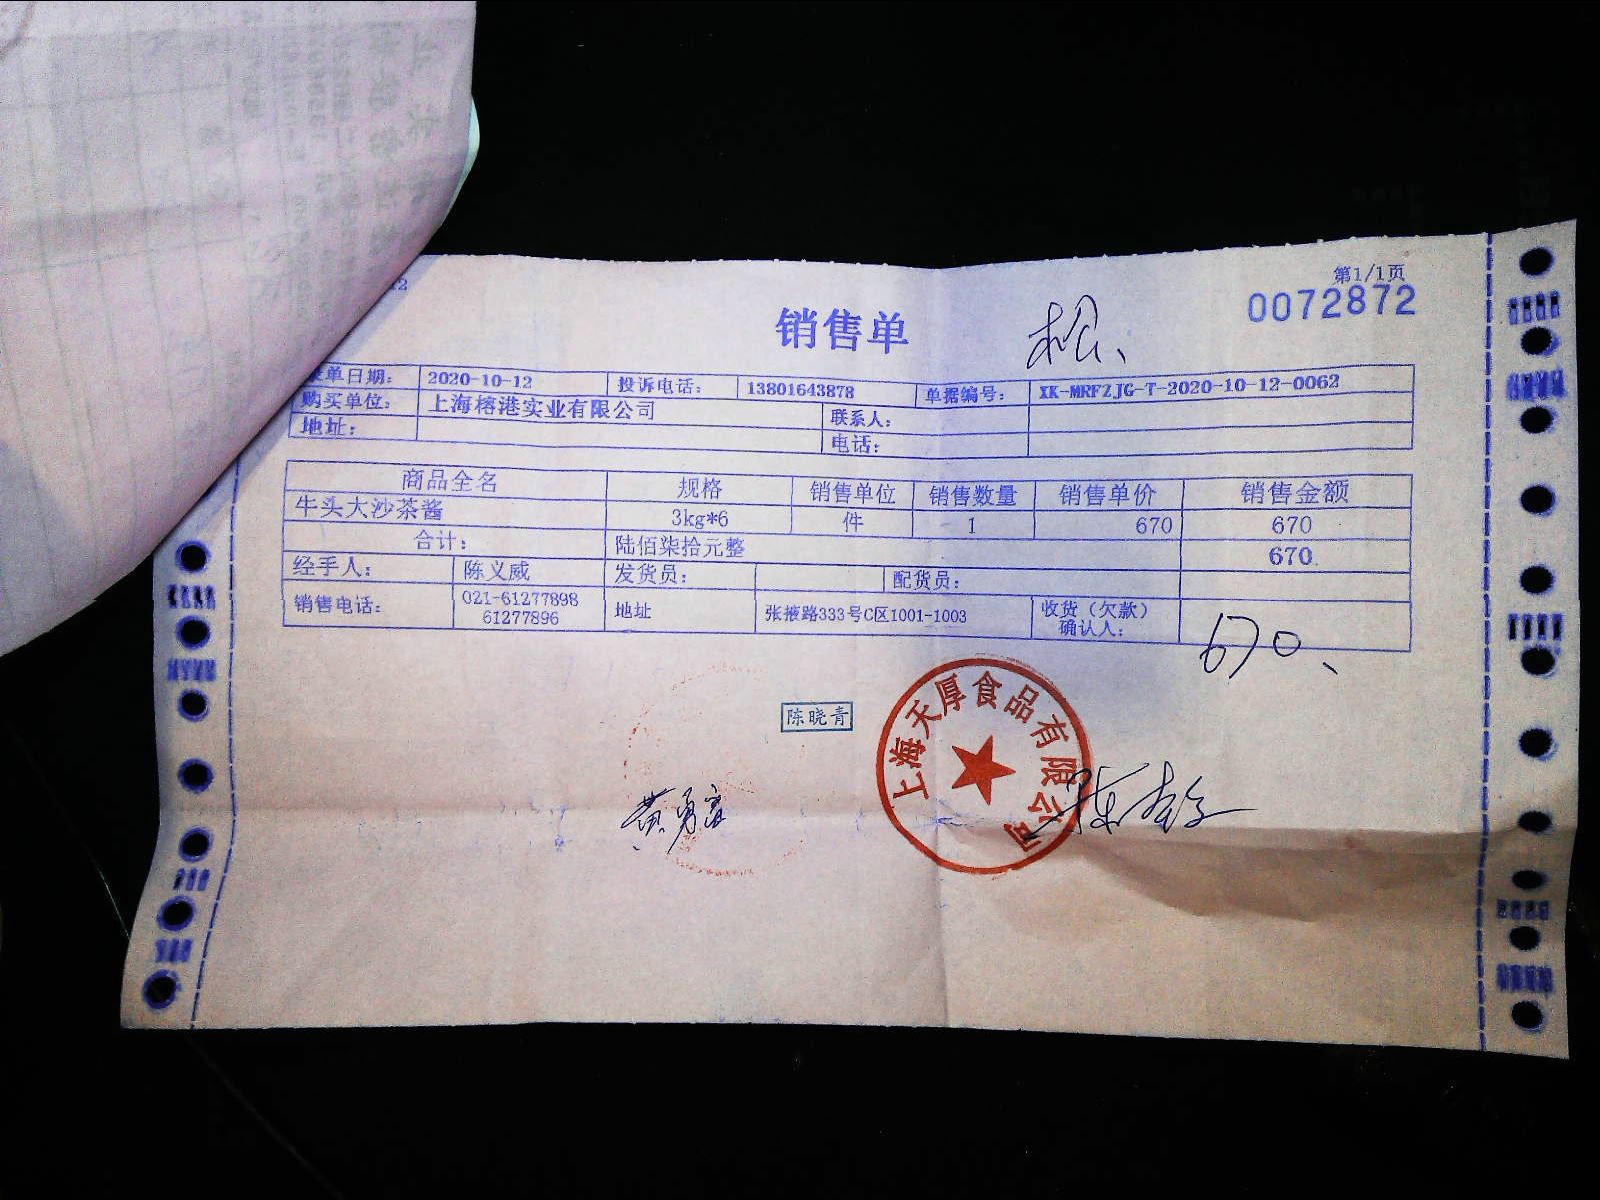 第1/1页
0072872
销售单
松、
录单日期： 2020-10-12 投诉电话： 13801643878 单据编号： XK-MRFZJG-T-2020-10-12-0062
购买单位： 上海榕港实业有限公司 联系人：
地址： 电话：
商品全名 规格 销售单位 销售数量 销售单价 销售金额
牛头大沙茶酱 3kg*6 件 1 670 670
合计： 陆佰柒拾元整 670
经手人： 陈义威 发货员： 配货员：
销售电话： 021-61277898 61277896 地址 张掖路333号C区1001-1003 收货（欠款）确认人：
670、
陈晓青
上海天厚食品有限公司
黄勇富